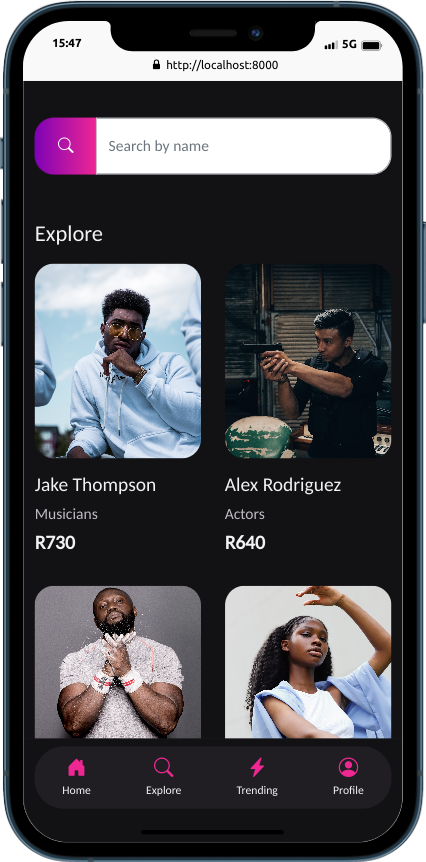 15:47
5G
http://localhost:8000
Search by name
Explore
Jake Thompson
Alex Rodriguez
Musicians
Actors
R730
R640
Home
Explore
Trending
Profile